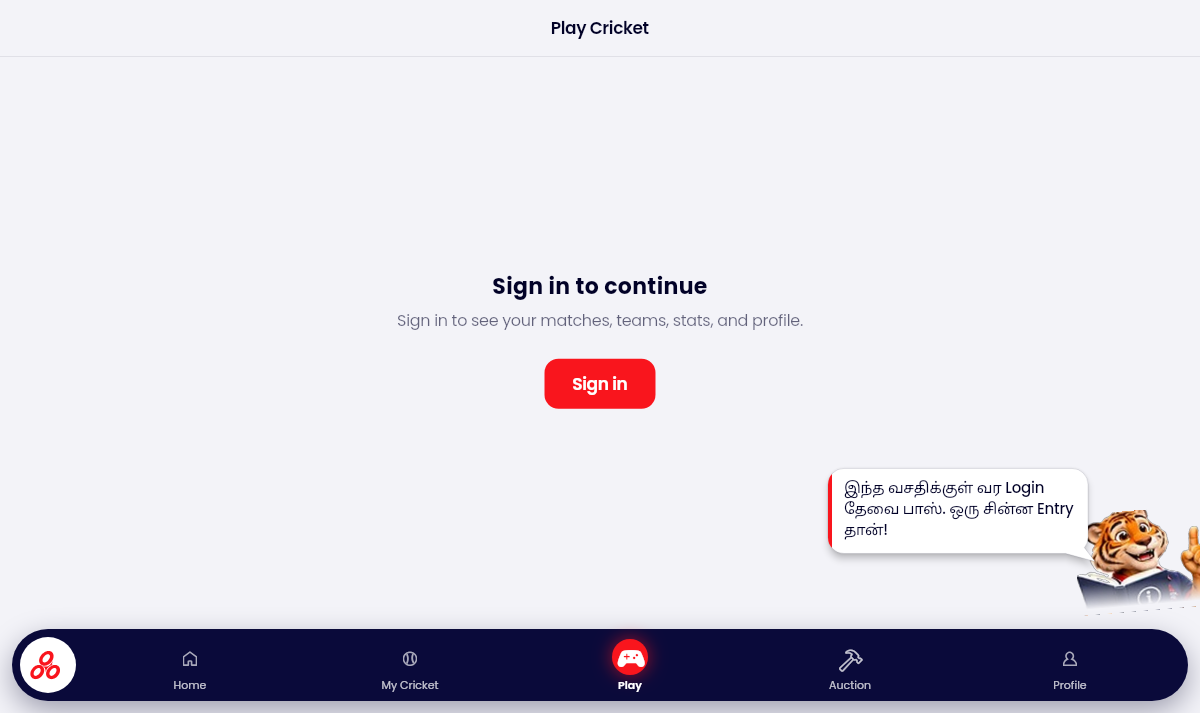 Play Cricket
Sign in to continue
Sign in to see your matches, teams, stats, and profile.
Sign in
இந்த வசதிக்குள் வர Login
தேவை பாஸ். ஒரு சின்ன Entry
தான்!
Home
My Cricket
Play
Auction
Profile